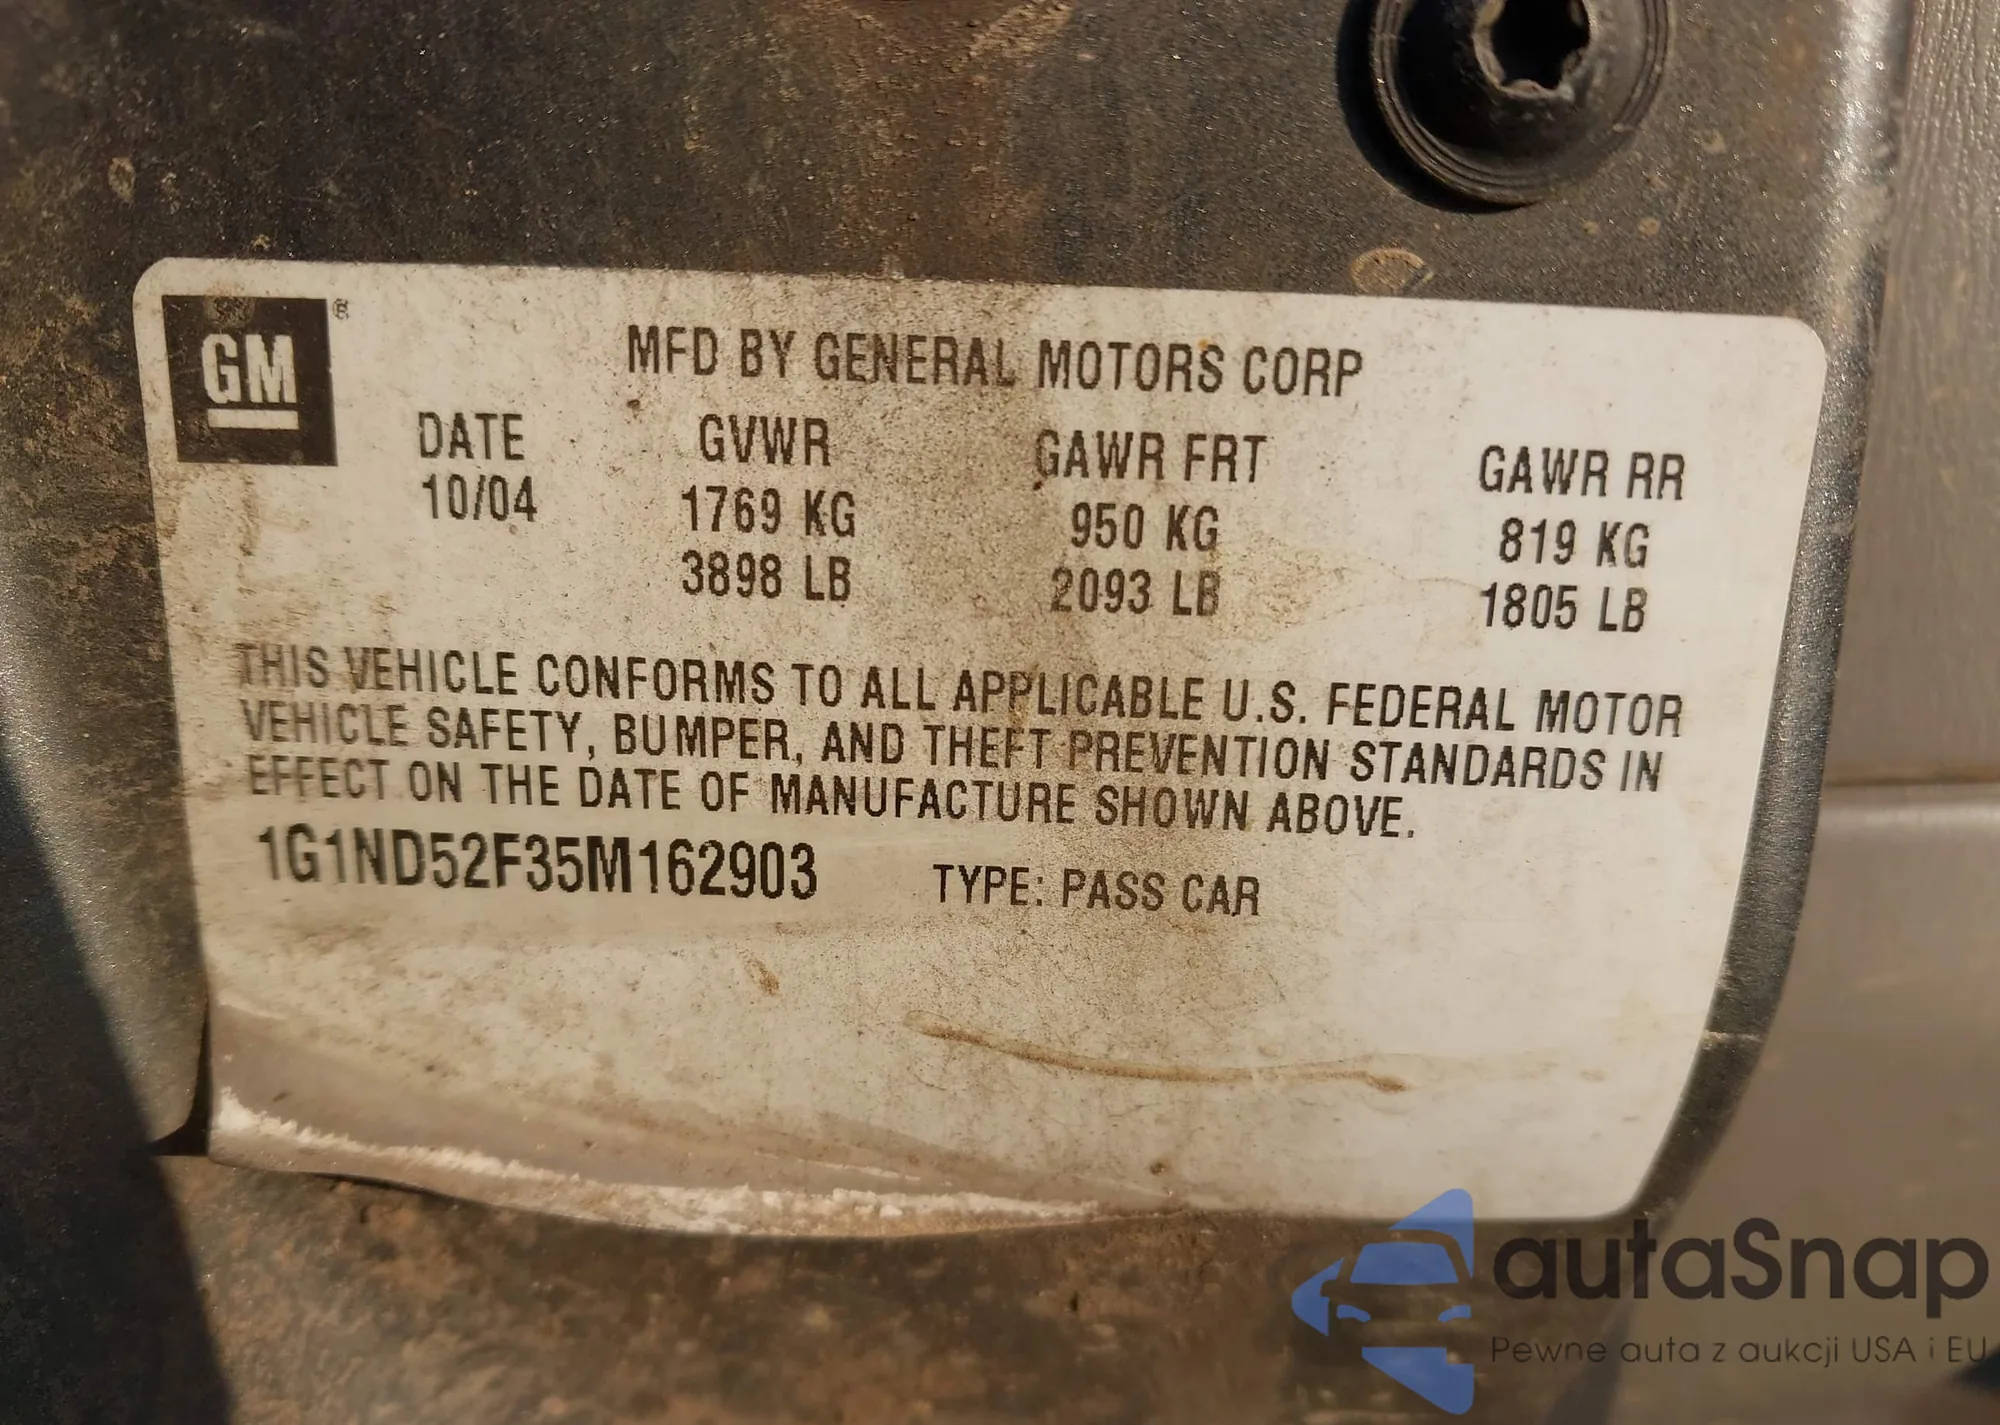 GM ®
MFD BY GENERAL MOTORS CORP
DATE GVWR GAWR FRT GAWR RR
10/04 1769 KG 950 KG 819 KG
3898 LB 2093 LB 1805 LB
THIS VEHICLE CONFORMS TO ALL APPLICABLE U.S. FEDERAL MOTOR
VEHICLE SAFETY, BUMPER, AND THEFT PREVENTION STANDARDS IN
EFFECT ON THE DATE OF MANUFACTURE SHOWN ABOVE.
1G1ND52F35M162903 TYPE: PASS CAR
autaSnap
Pewne auta z aukcji USA i EU